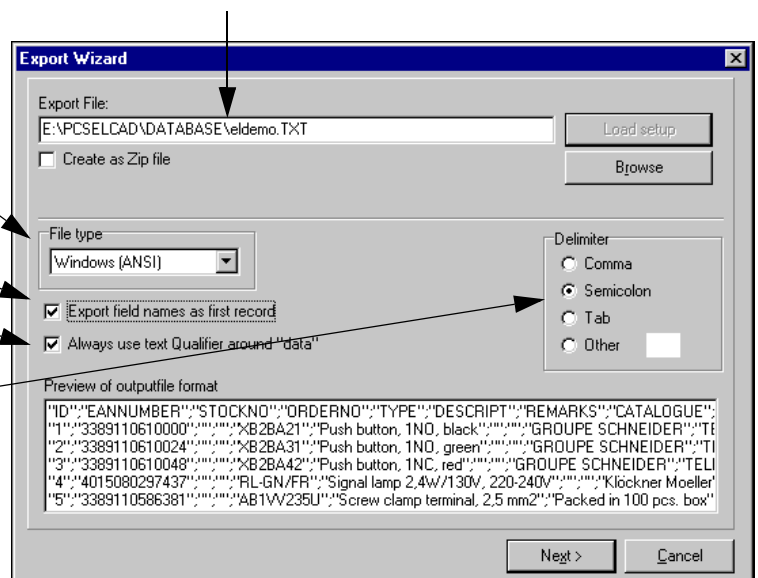 Export Wizard
Export File:
E:\PCSELCAD\DATABASE\eldemo.TXT
Load setup
Create as Zip file
Browse
File type
Windows (ANSI)
Delimiter
Comma
Semicolon
Tab
Other
Export field names as first record
Always use text Qualifier around "data"
Preview of outputfile format
"ID";"EANNUMBER";"STOCKNO";"ORDERNO";"TYPE";"DESCRIPT";"REMARKS";"CATALOGUE";
"1";"3389110610000";"";"";"XB2BA21";"Push button, 1NO, black";"";"";"GROUPE SCHNEIDER";"TE
"2";"3389110610024";"";"";"XB2BA31";"Push button, 1NO, green";"";"";"GROUPE SCHNEIDER";"TI
"3";"3389110610048";"";"";"XB2BA42";"Push button, 1NC, red";"";"";"GROUPE SCHNEIDER";"TELI
"4";"4015080297437";"";"";"RL-GN/FR";"Signal lamp 2,4W/130V, 220-240V";"";"";"Klöckner Moeller"
"5";"3389110586381";"";"";"AB1VV235U";"Screw clamp terminal, 2,5 mm2";"Packed in 100 pcs. box"
Next >
Cancel